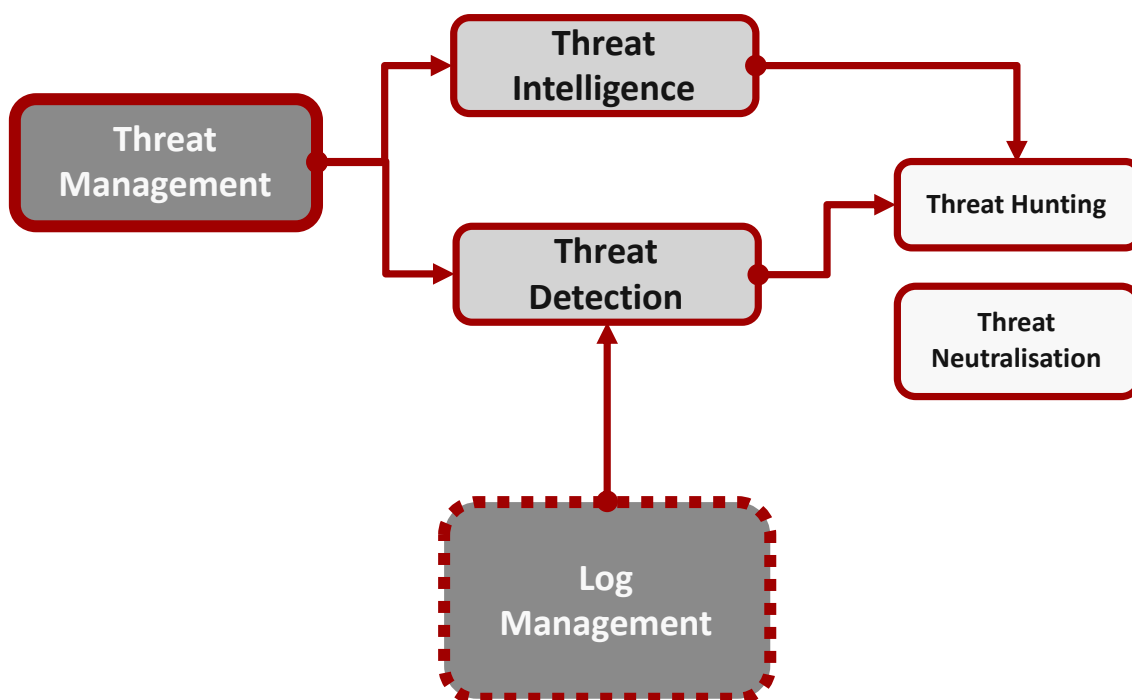 Threat
Intelligence
Threat
Management
Threat Hunting
Threat
Detection
Threat
Neutralisation
Log
Management